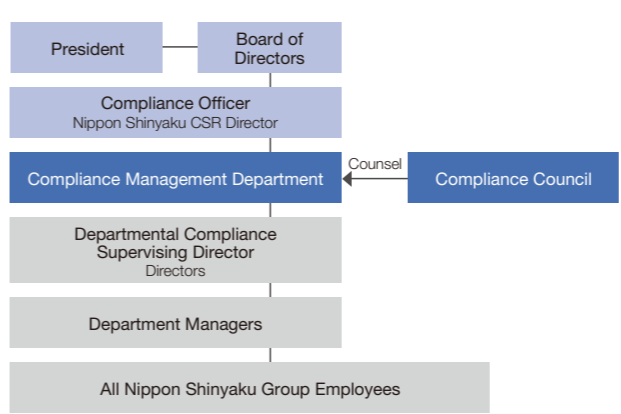 President
Board of
Directors
Compliance Officer
Nippon Shinyaku CSR Director
Compliance Management Department
Counsel
Compliance Council
Departmental Compliance
Supervising Director
Directors
Department Managers
All Nippon Shinyaku Group Employees